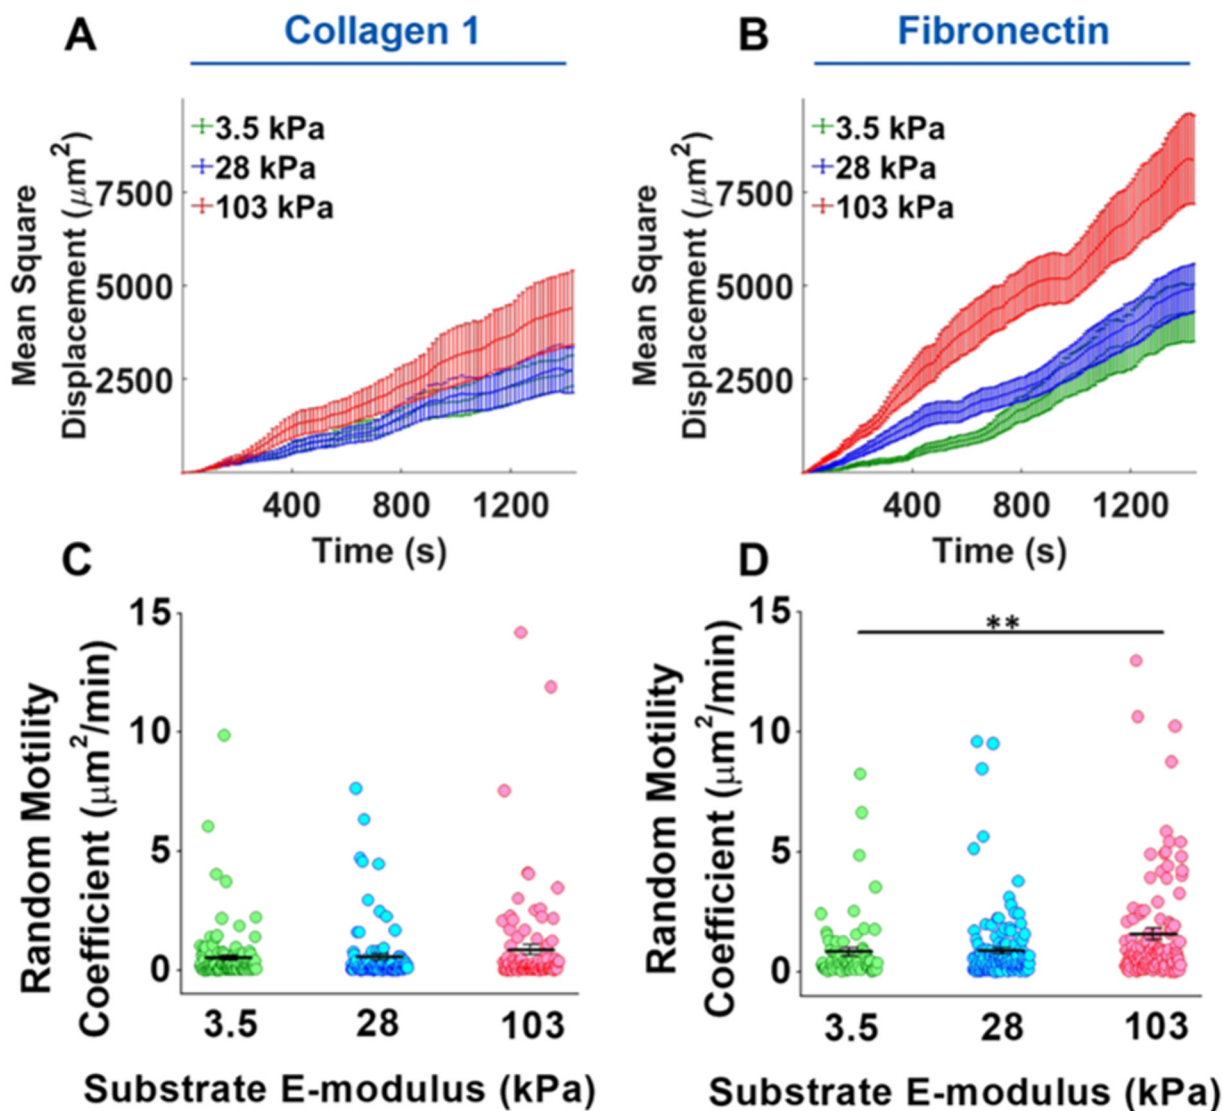 A
Collagen 1
3.5 kPa
28 kPa
103 kPa
Mean Square
Displacement (μm²)
7500
5000
2500
400 800 1200
Time (s)
B
Fibronectin
3.5 kPa
28 kPa
103 kPa
Mean Square
Displacement (μm²)
7500
5000
2500
400 800 1200
Time (s)
C
Random Motility
Coefficient (μm²/min)
15
10
5
0
3.5 28 103
Substrate E-modulus (kPa)
D
**
Random Motility
Coefficient (μm²/min)
15
10
5
0
3.5 28 103
Substrate E-modulus (kPa)